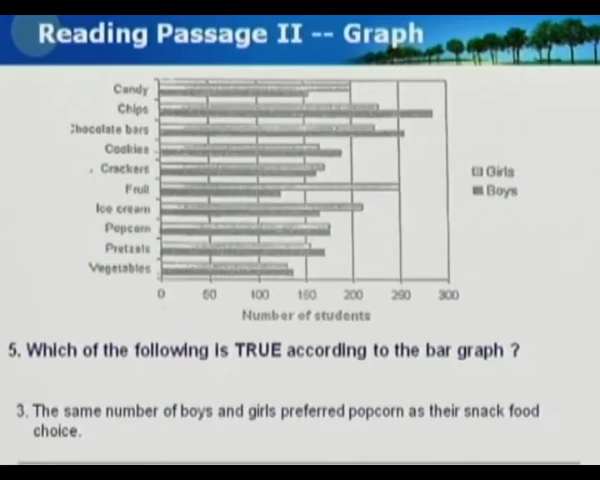 Reading Passage II -- Graph
Candy
Chips
Chocolate bars
Cookies
Crackers
Fruit
Ice cream
Popcorn
Pretzels
Vegetables
Girls
Boys
0 50 100 150 200 250 300
Number of students
5. Which of the following is TRUE according to the bar graph ?
3. The same number of boys and girls preferred popcorn as their snack food
choice.